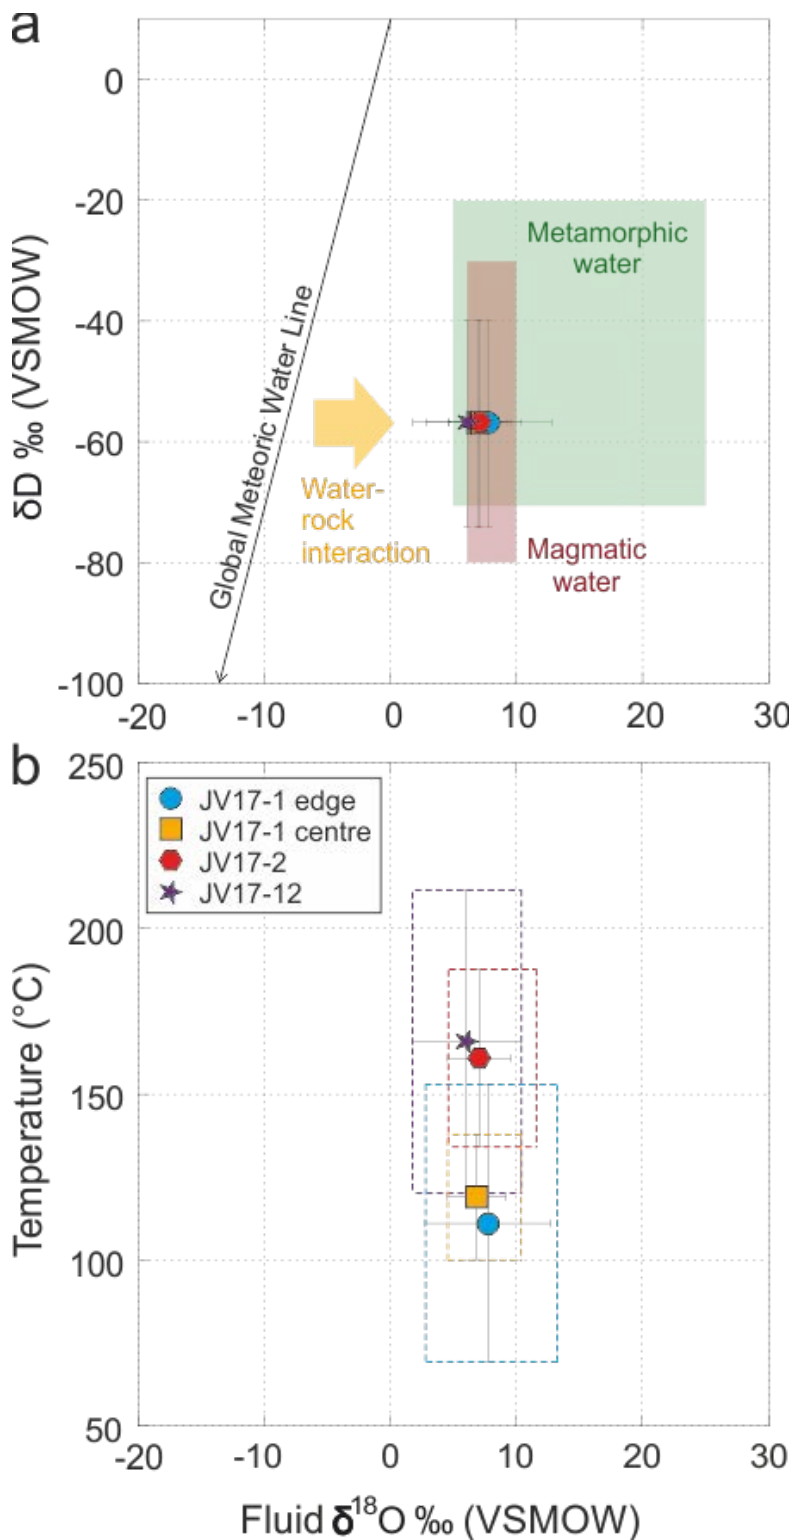 a
0
-20
-40
-60
-80
-100
δD ‰ (VSMOW)
Global Meteoric Water Line
Metamorphic
water
Water-
rock
interaction
Magmatic
water
-20
-10
0
10
20
30
b
250
200
150
100
50
Temperature (°C)
JV17-1 edge
JV17-1 centre
JV17-2
JV17-12
-20
-10
0
10
20
30
Fluid δ¹⁸O ‰ (VSMOW)